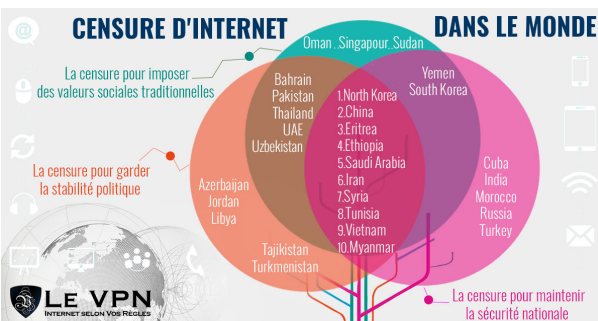 CENSURE D'INTERNET
DANS LE MONDE
Oman . Singapour. Sudan
La censure pour imposer
des valeurs sociales traditionnelles
Bahrain
Pakistan
Thailand
UAE
Uzbekistan
Yemen
South Korea
1.North Korea
2.China
3.Eritrea
4.Ethiopia
5.Saudi Arabia
6.Iran
7.Syria
8.Tunisia
9.Vietnam
10.Myanmar
La censure pour garder
la stabilité politique
Azerbaijan
Jordan
Libya
Tajikistan
Turkmenistan
Cuba
India
Morocco
Russia
Turkey
La censure pour maintenir
la sécurité nationale
LE VPN
INTERNET SELON VOS RÈGLES